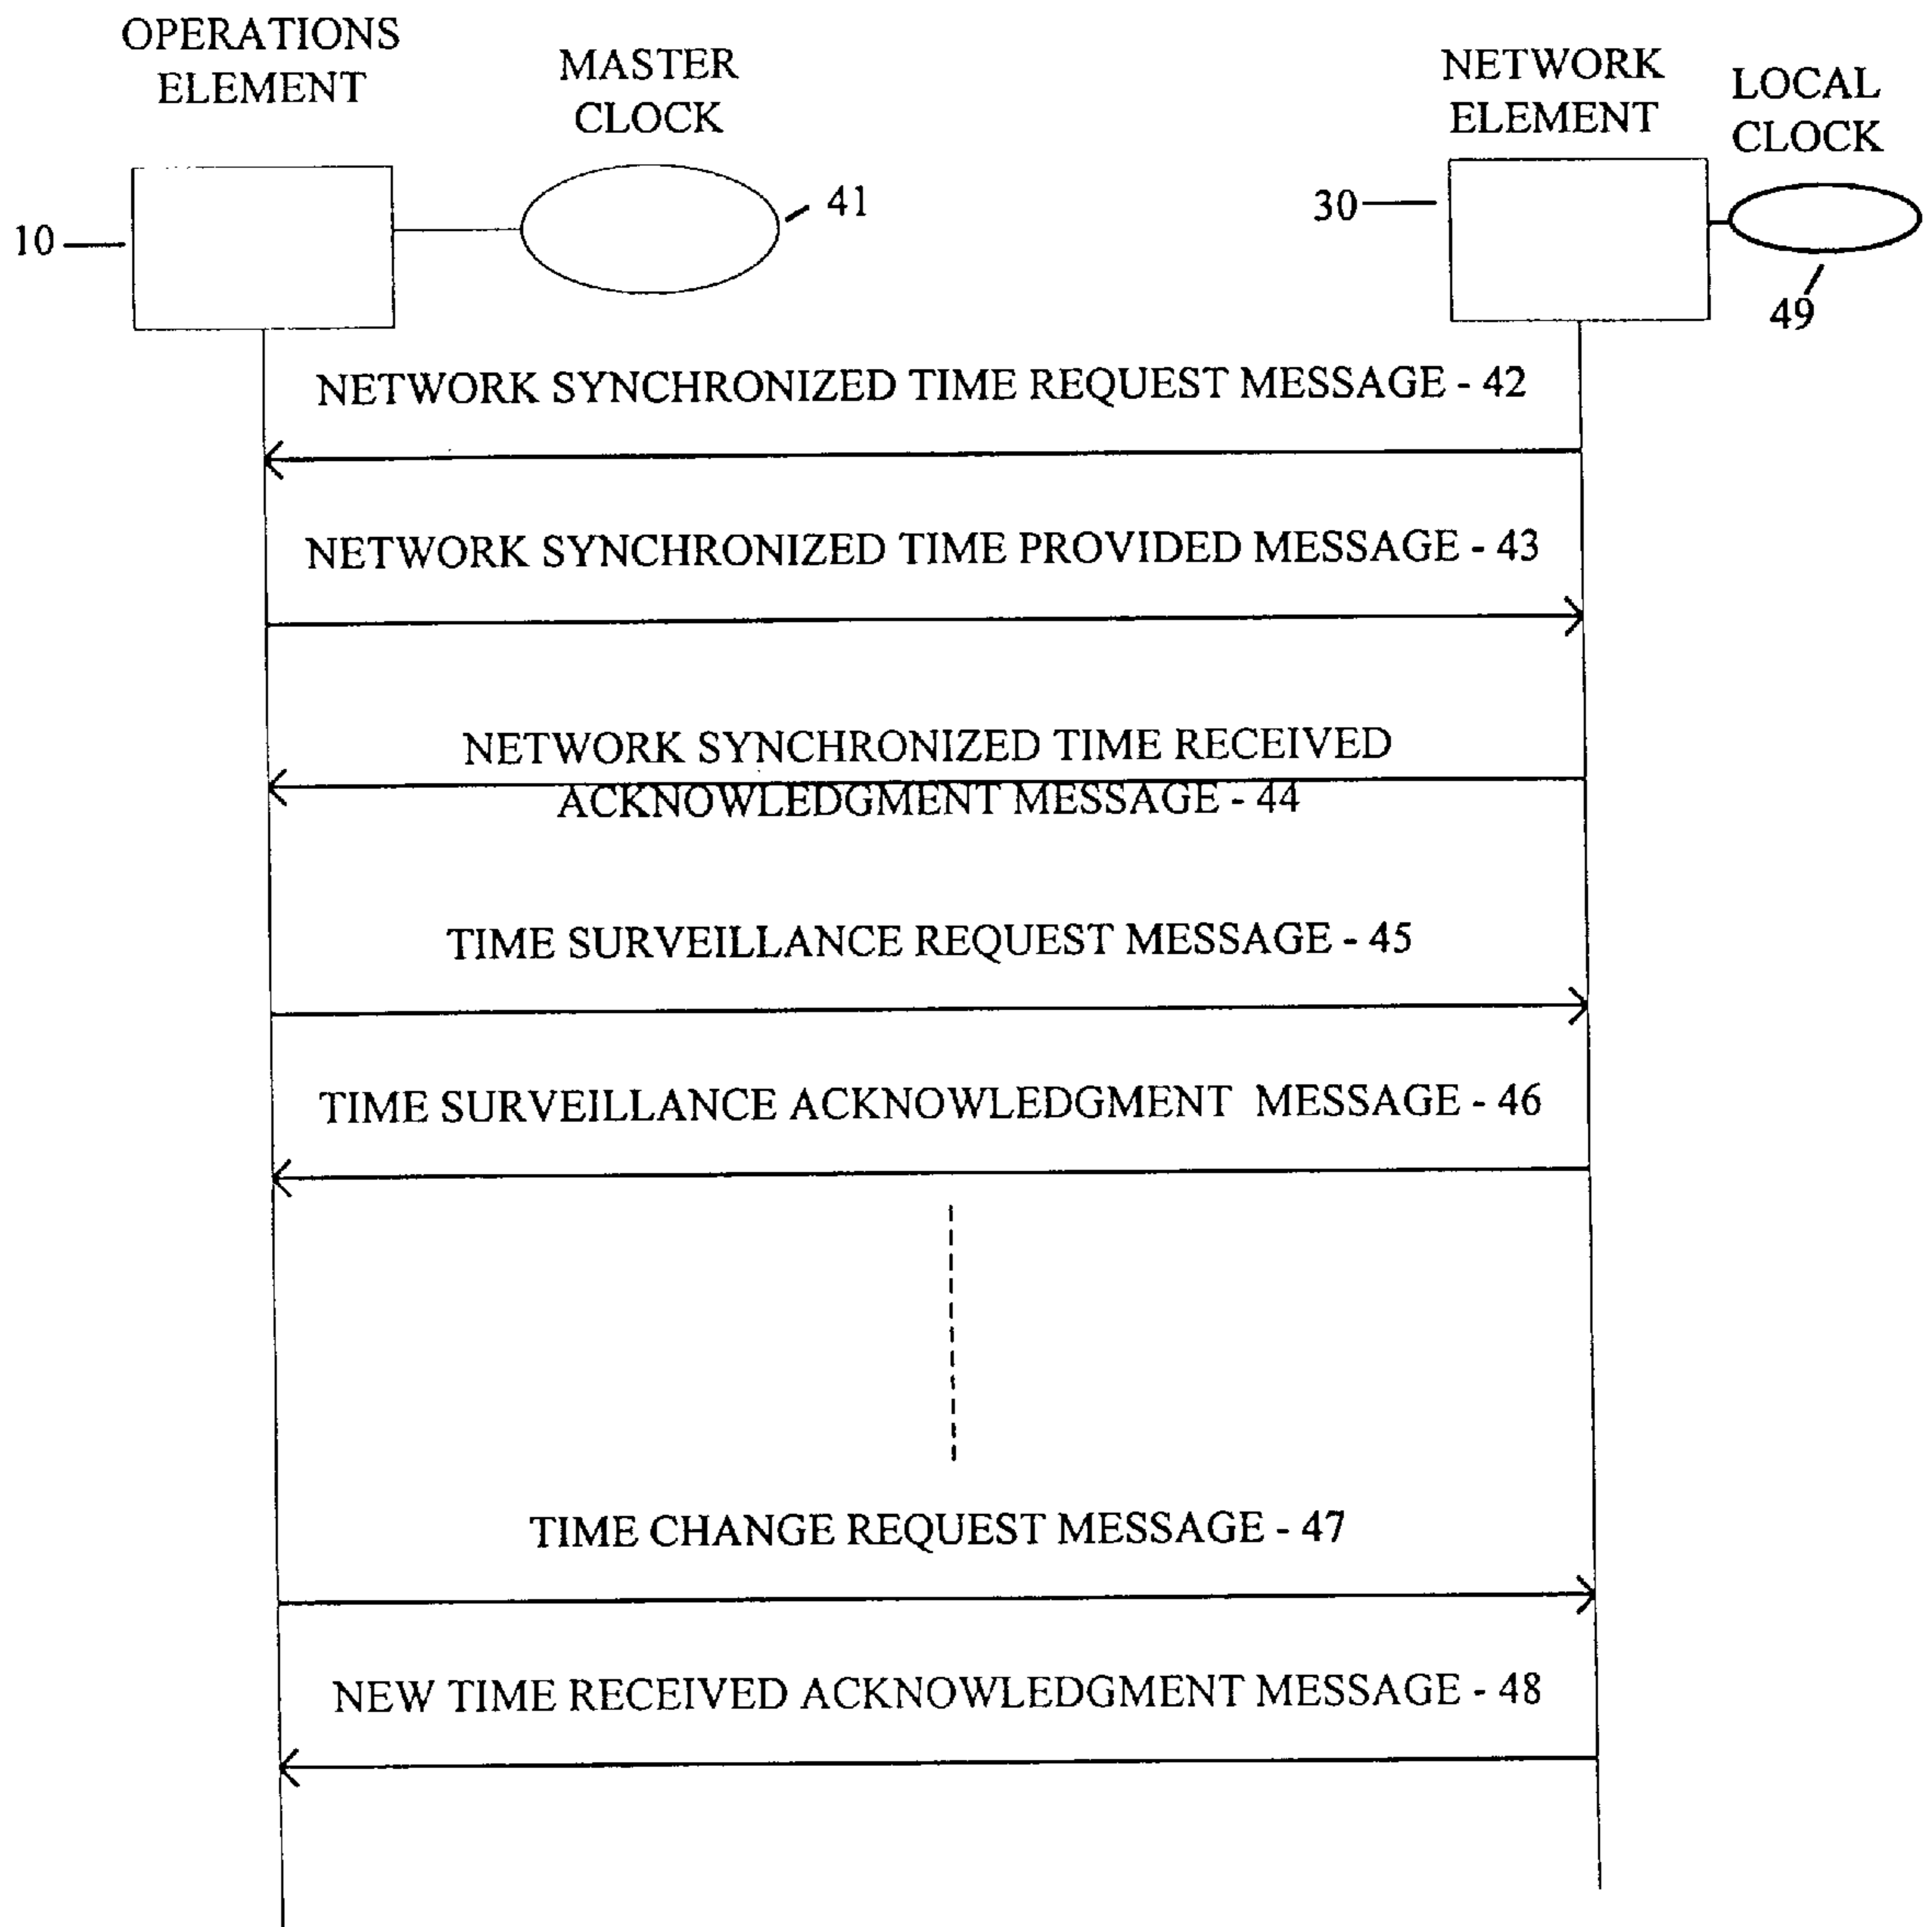 OPERATIONS
ELEMENT
MASTER
CLOCK
NETWORK
ELEMENT
LOCAL
CLOCK
10
41
30
49
NETWORK SYNCHRONIZED TIME REQUEST MESSAGE - 42
NETWORK SYNCHRONIZED TIME PROVIDED MESSAGE - 43
NETWORK SYNCHRONIZED TIME RECEIVED
ACKNOWLEDGMENT MESSAGE - 44
TIME SURVEILLANCE REQUEST MESSAGE - 45
TIME SURVEILLANCE ACKNOWLEDGMENT MESSAGE - 46
TIME CHANGE REQUEST MESSAGE - 47
NEW TIME RECEIVED ACKNOWLEDGMENT MESSAGE - 48